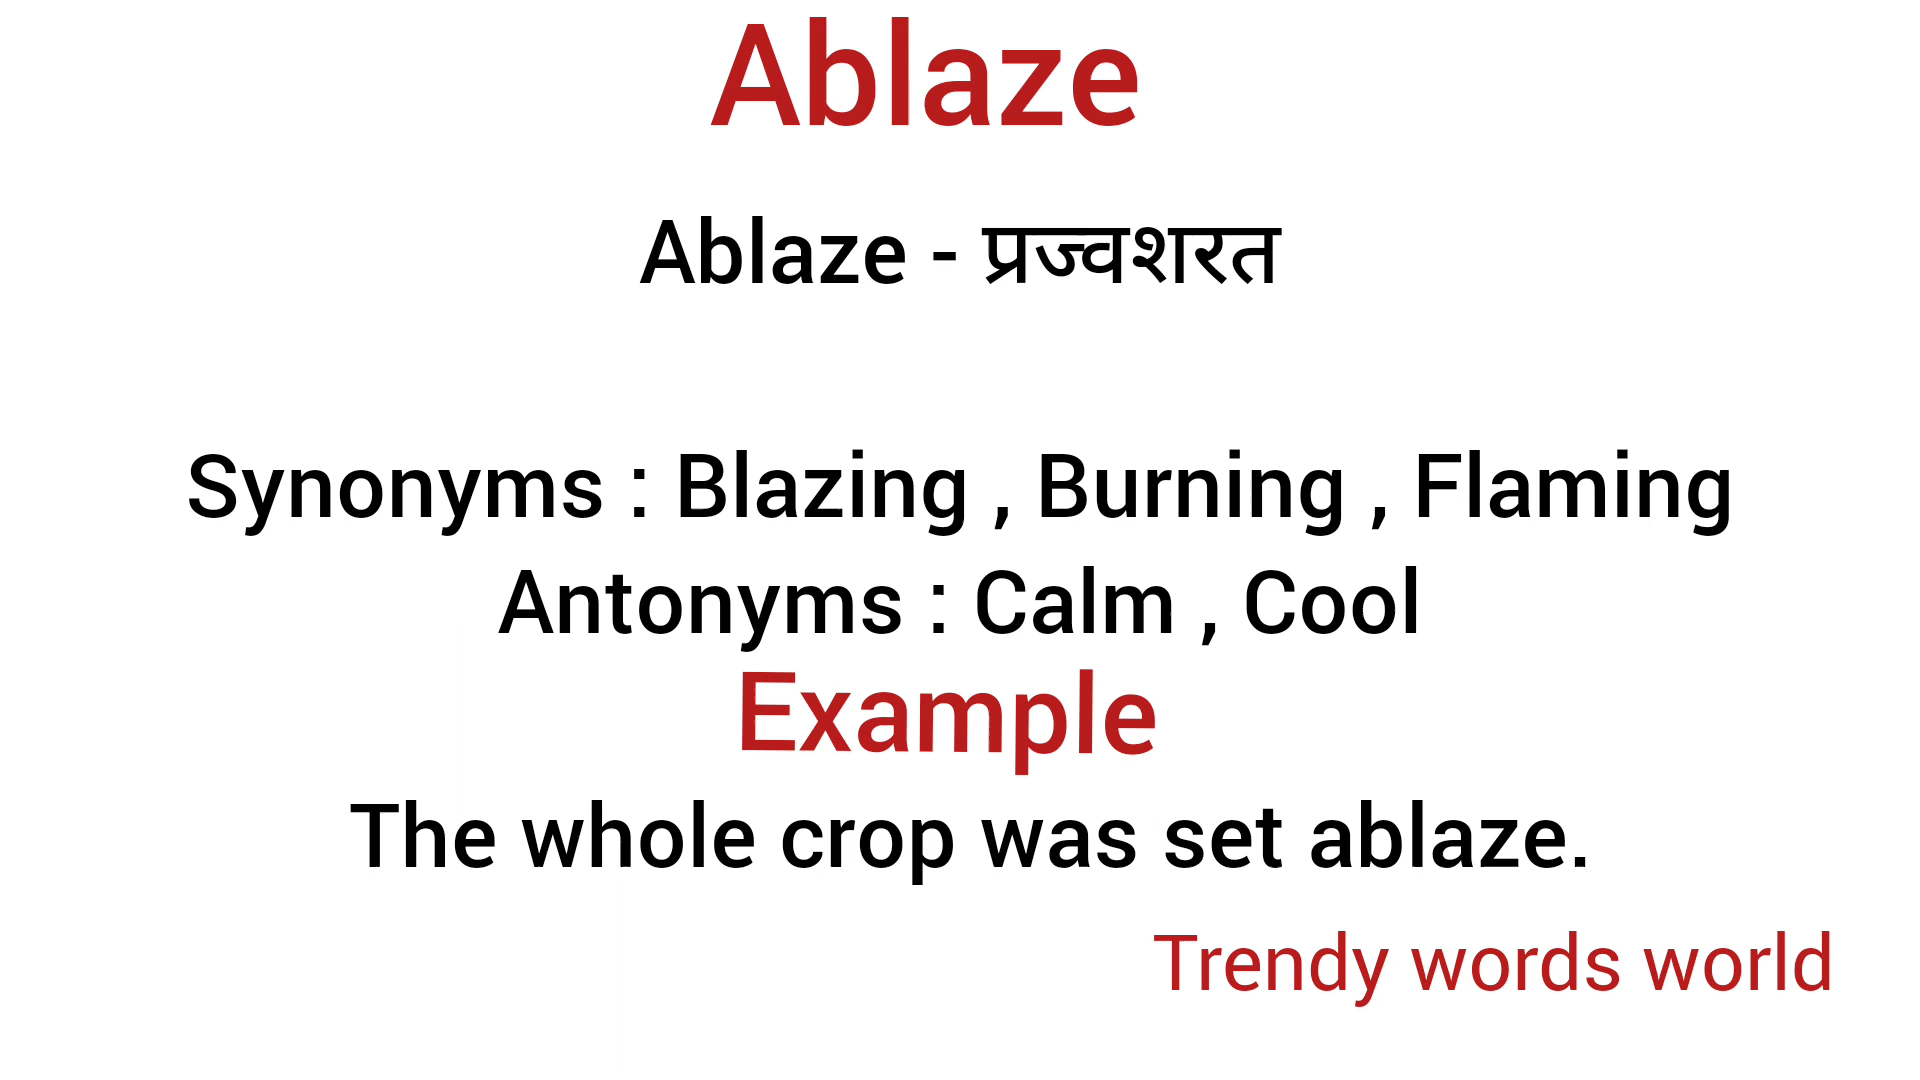 Ablaze
Ablaze - प्रज्वशरत
Synonyms : Blazing , Burning , Flaming
Antonyms : Calm , Cool
Example
The whole crop was set ablaze.
Trendy words world